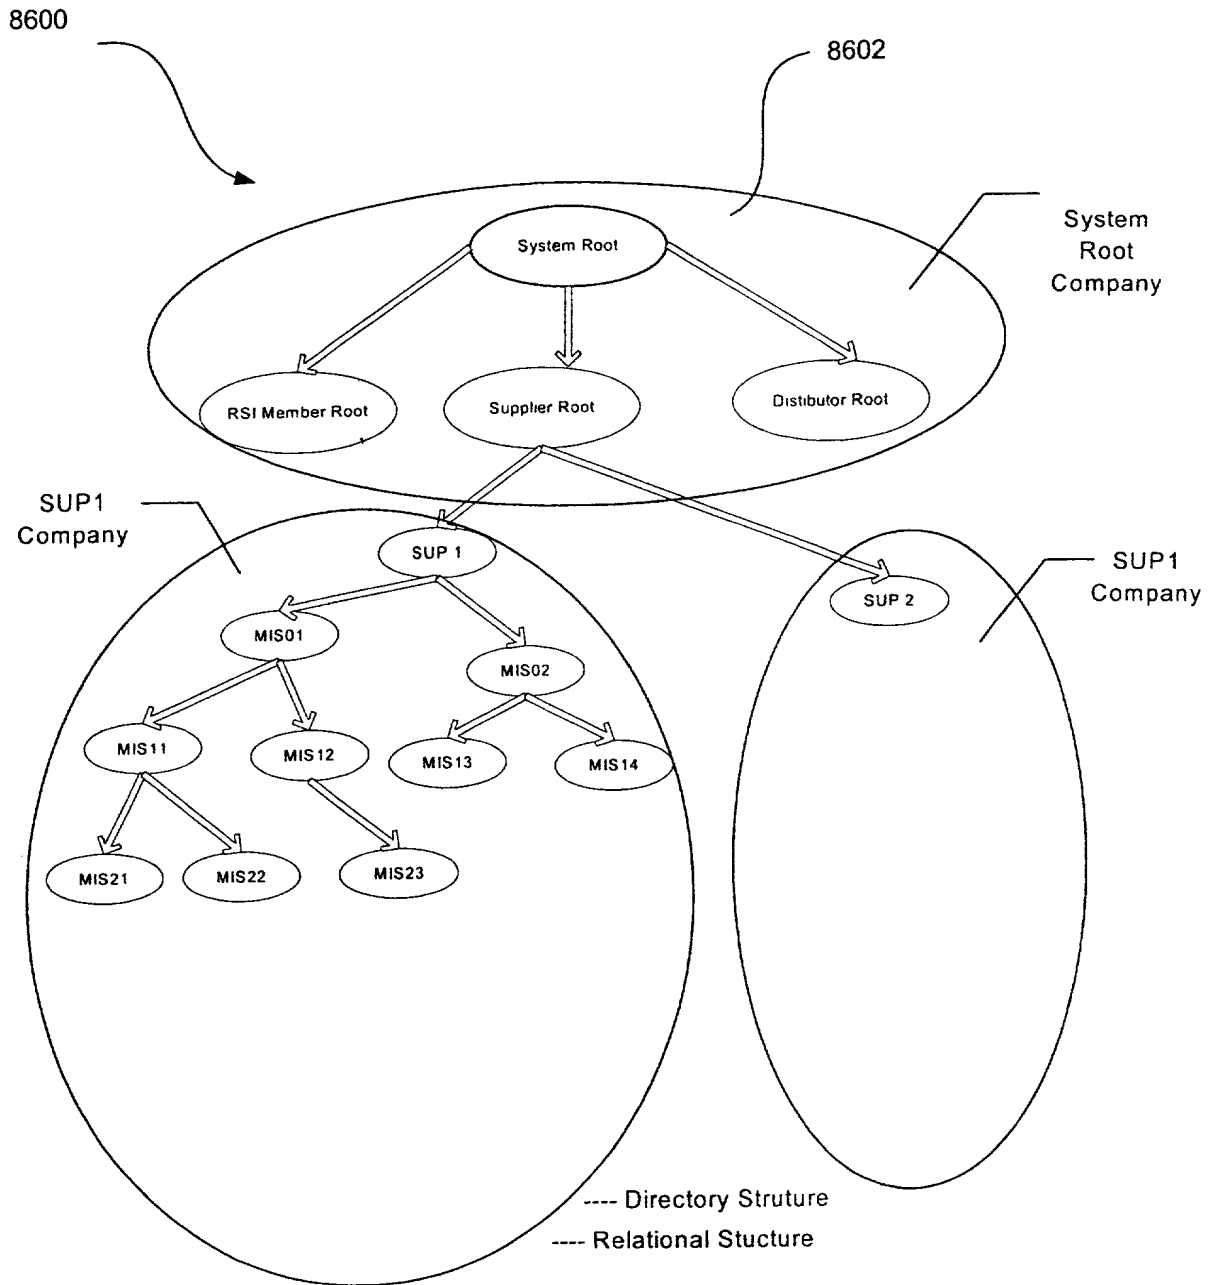 8600
8602
System
Root
Company
System Root
RSI Member Root
Supplier Root
Distibutor Root
SUP1
Company
SUP 1
SUP 2
SUP1
Company
MIS01
MIS02
MIS11
MIS12
MIS13
MIS14
MIS21
MIS22
MIS23
---- Directory Struture
---- Relational Stucture